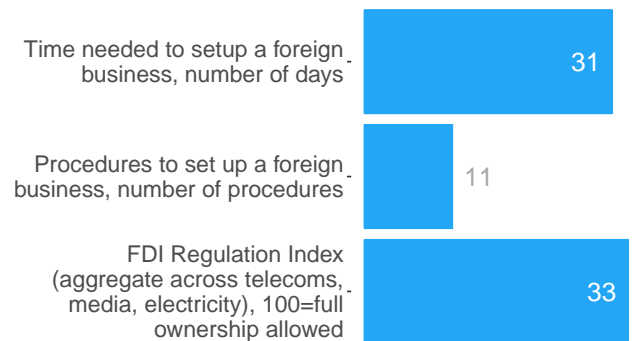 Time needed to setup a foreign
business, number of days
31
Procedures to set up a foreign
business, number of procedures
11
FDI Regulation Index
(aggregate across telecoms,
media, electricity), 100=full
ownership allowed
33